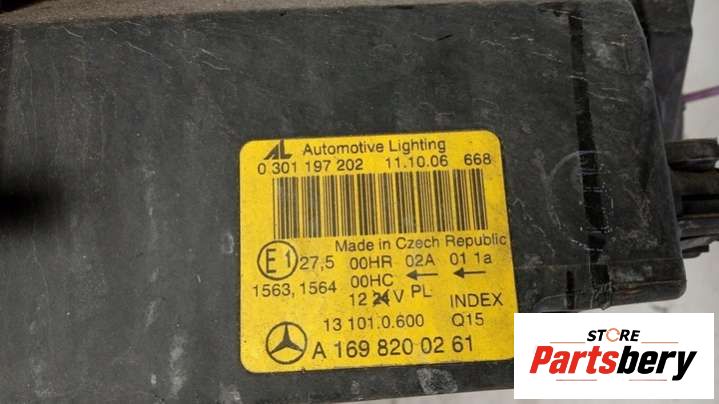 AL Automotive Lighting
0 301 197 202 11.10.06 668
Made in Czech Republic
E1 27,5 00HR 02A 01 1a
1563,1564 00HC ← ←
12 24 V PL INDEX
13 101.0.600 Q15
A 169 820 02 61
STORE
Partsbery